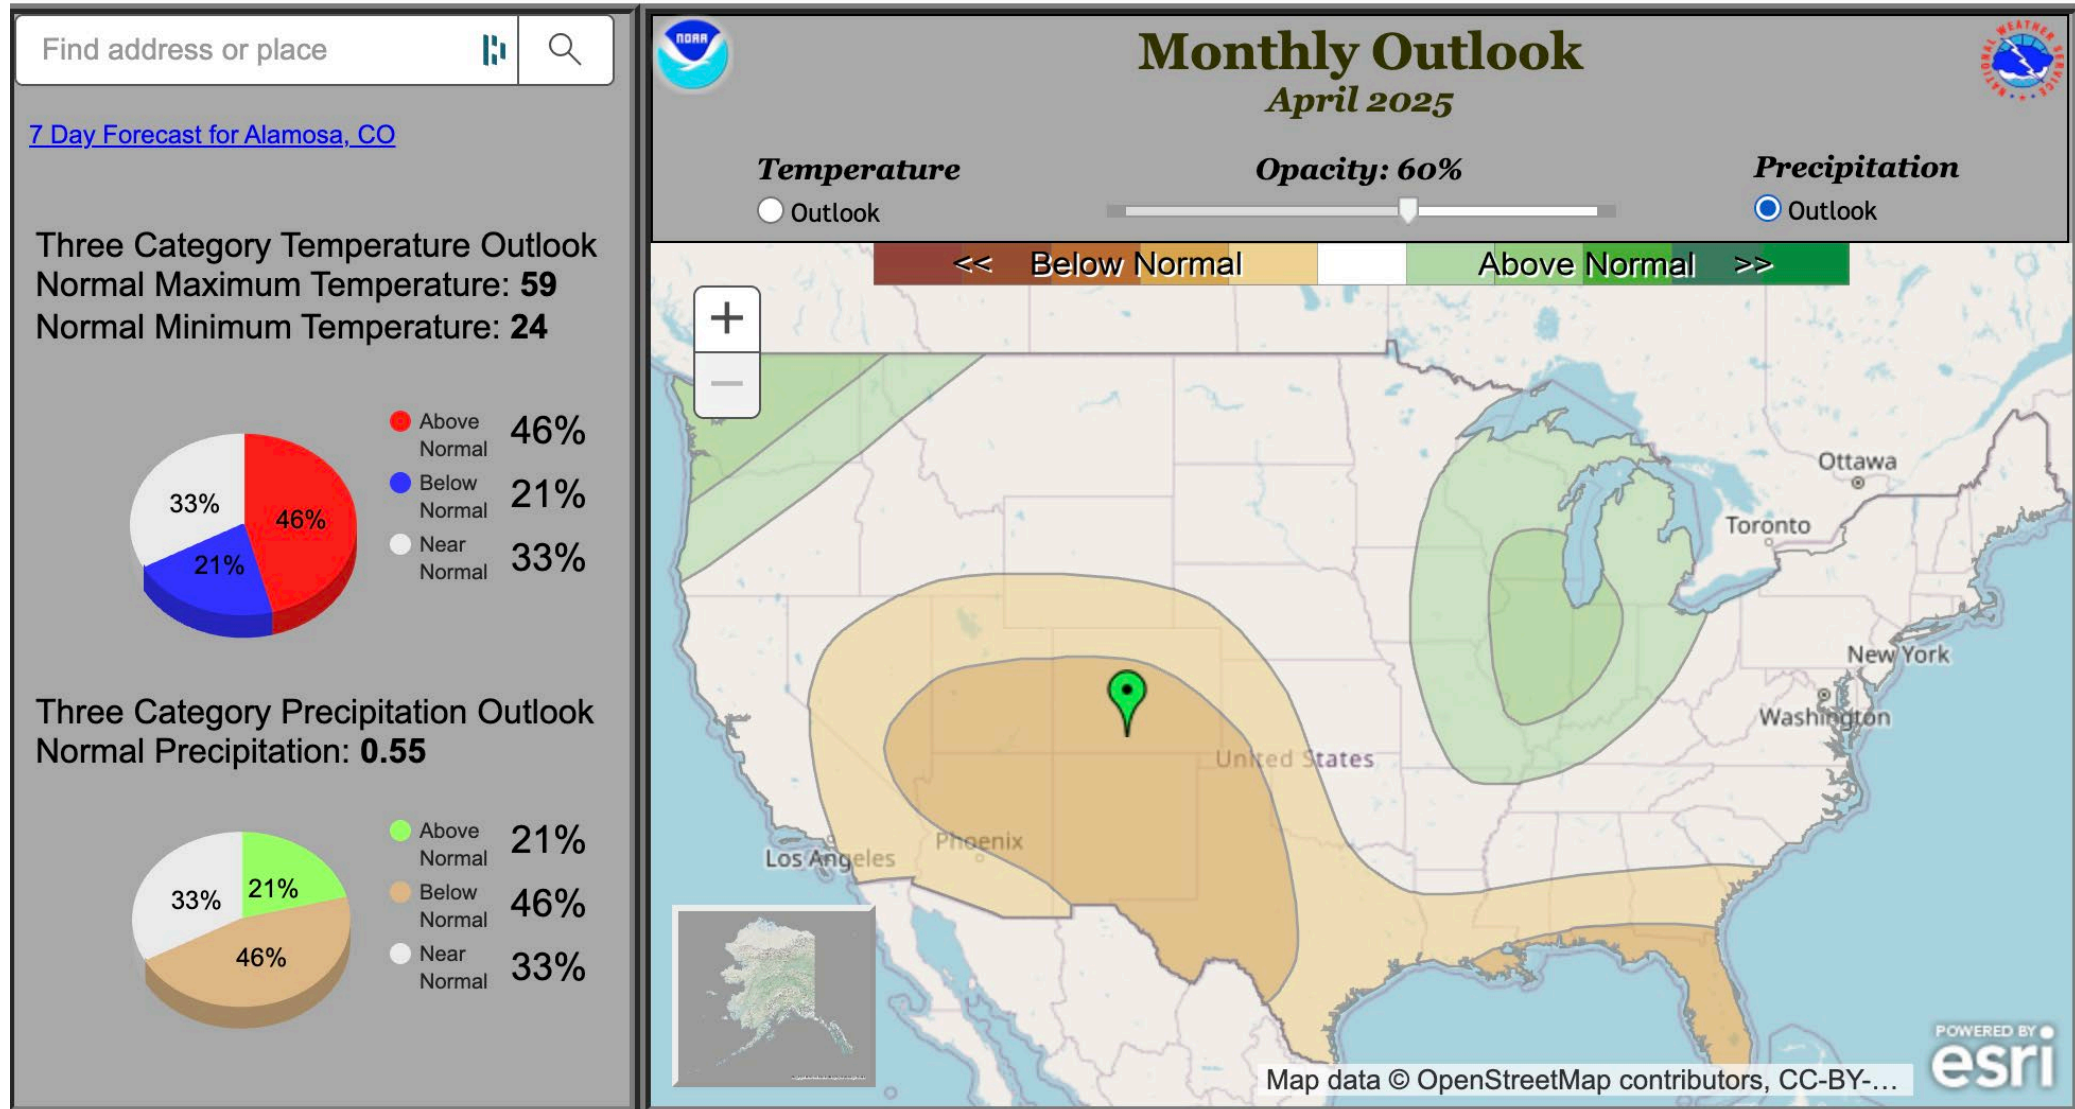 Find address or place
7 Day Forecast for Alamosa, CO
Three Category Temperature Outlook
Normal Maximum Temperature: 59
Normal Minimum Temperature: 24
Above
Normal 46%
Below
Normal 21%
Near
Normal 33%
33%
46%
21%
Three Category Precipitation Outlook
Normal Precipitation: 0.55
Above
Normal 21%
Below
Normal 46%
Near
Normal 33%
33%
21%
46%
NOAA
Monthly Outlook
April 2025
NATIONAL WEATHER SERVICE
Temperature
Outlook
Opacity: 60%
Precipitation
Outlook
<< Below Normal
Above Normal >>
+
−
Ottawa
Toronto
New York
Washington
United States
Phoenix
Los Angeles
POWERED BY
esri
Map data © OpenStreetMap contributors, CC-BY-...